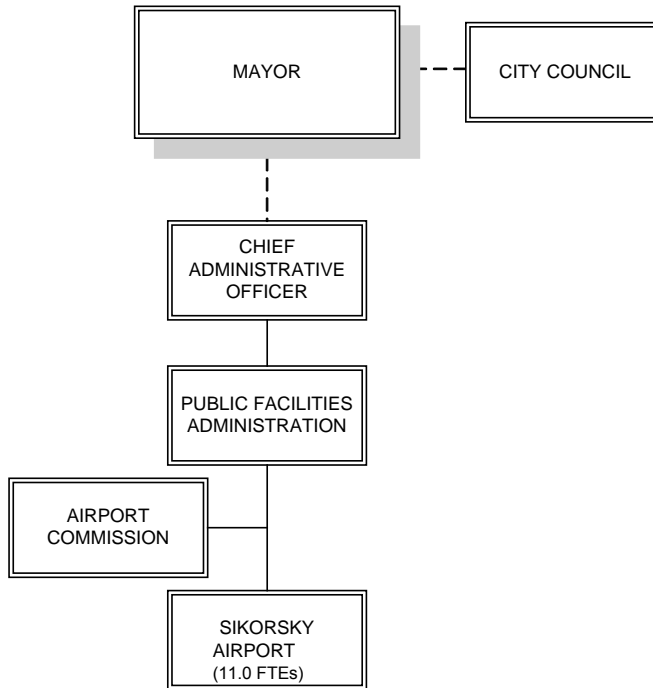 MAYOR
CITY COUNCIL
CHIEF
ADMINISTRATIVE
OFFICER
PUBLIC FACILITIES
ADMINISTRATION
AIRPORT
COMMISSION
SIKORSKY
AIRPORT
(11.0 FTEs)